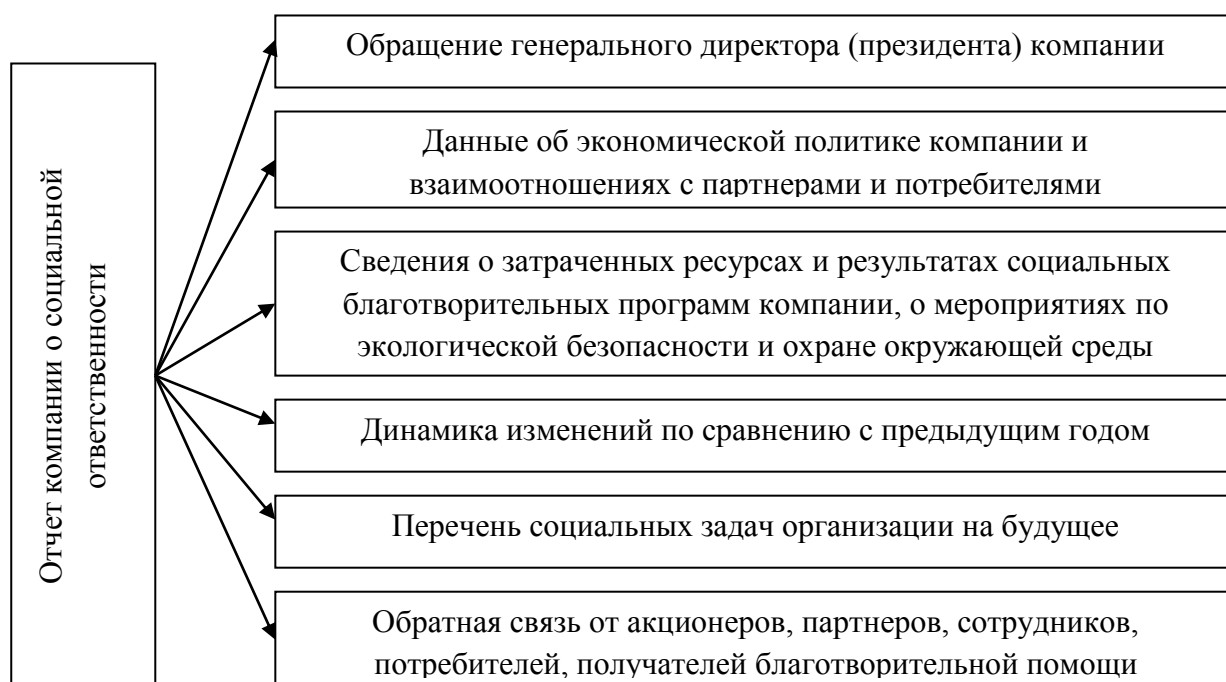 Отчет компании о социальной
ответственности
Обращение генерального директора (президента) компании
Данные об экономической политике компании и
взаимоотношениях с партнерами и потребителями
Сведения о затраченных ресурсах и результатах социальных
благотворительных программ компании, о мероприятиях по
экологической безопасности и охране окружающей среды
Динамика изменений по сравнению с предыдущим годом
Перечень социальных задач организации на будущее
Обратная связь от акционеров, партнеров, сотрудников,
потребителей, получателей благотворительной помощи